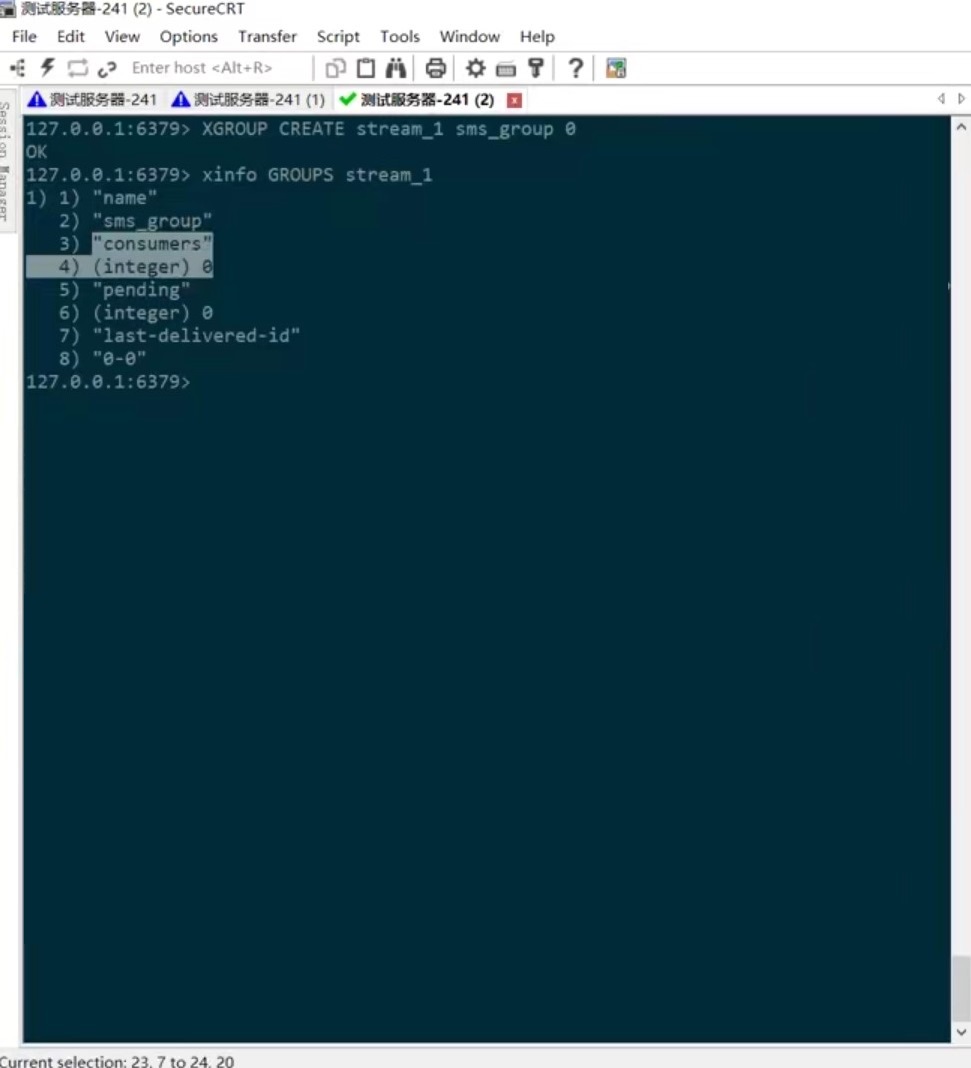 测试服务器-241 (2) - SecureCRT
File Edit View Options Transfer Script Tools Window Help
Enter host <Alt+R>
测试服务器-241 测试服务器-241 (1) 测试服务器-241 (2)
Session Manager
127.0.0.1:6379> XGROUP CREATE stream_1 sms_group 0
OK
127.0.0.1:6379> xinfo GROUPS stream_1
1) 1) "name"
2) "sms_group"
3) "consumers"
4) (integer) 0
5) "pending"
6) (integer) 0
7) "last-delivered-id"
8) "0-0"
127.0.0.1:6379>
Current selection: 23, 7 to 24, 20